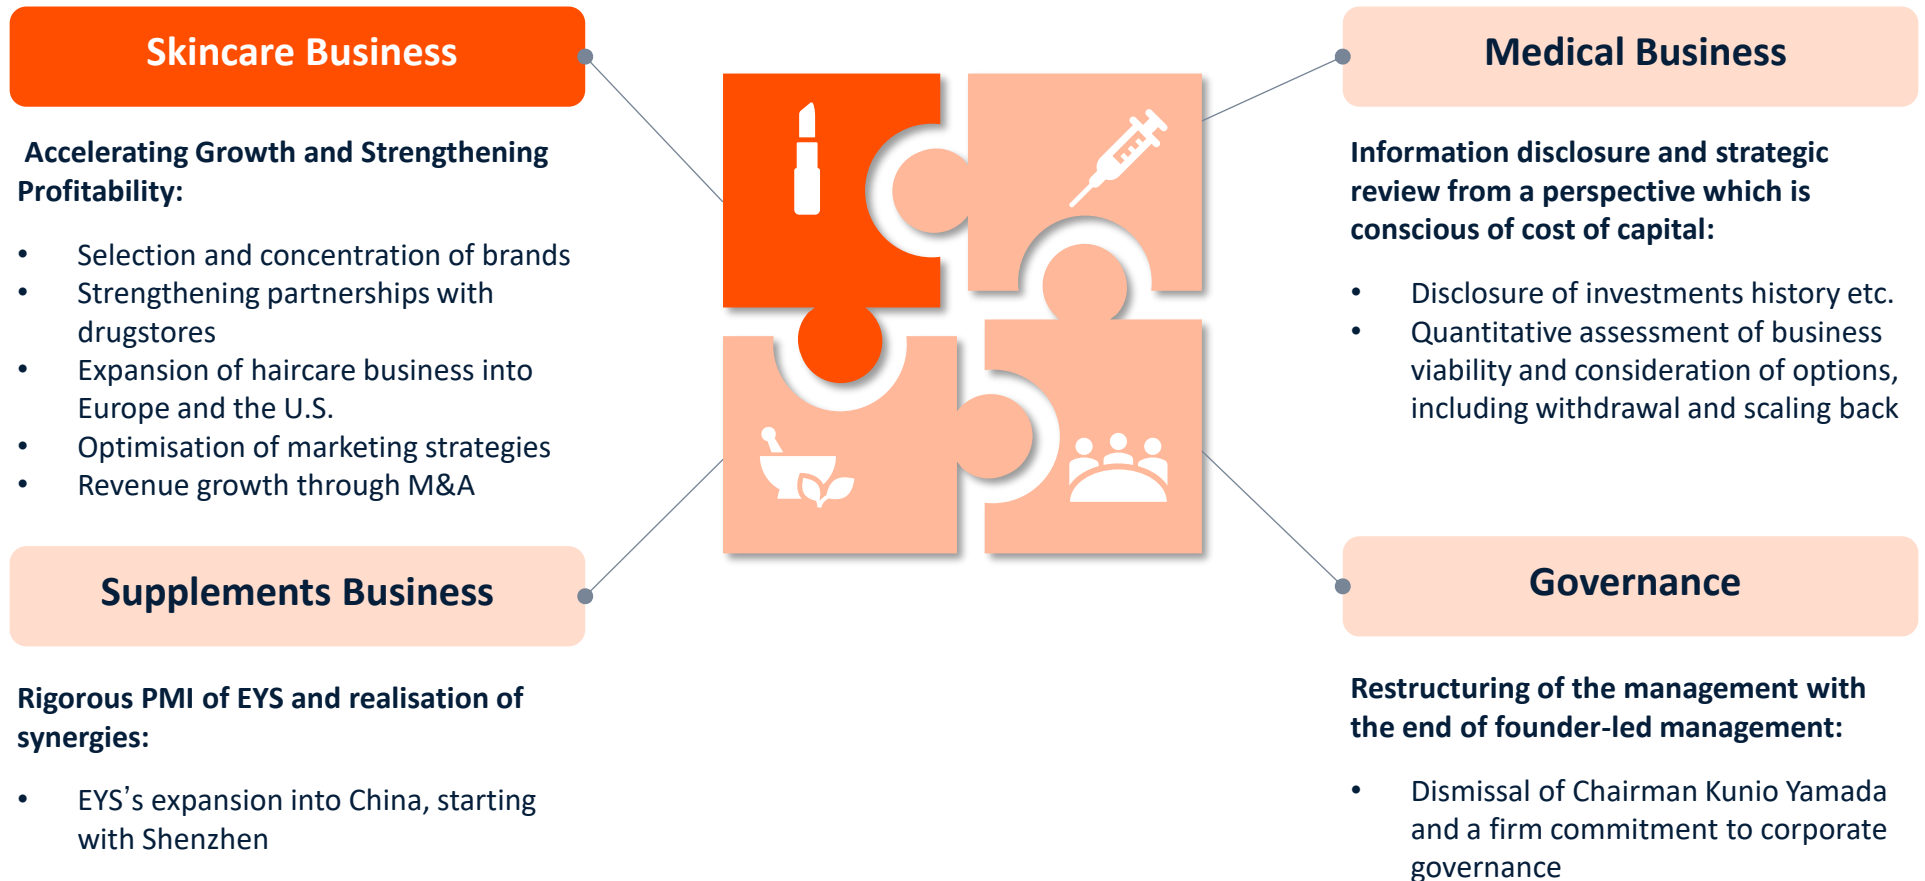 Skincare Business
Accelerating Growth and Strengthening
Profitability:
• Selection and concentration of brands
• Strengthening partnerships with
drugstores
• Expansion of haircare business into
Europe and the U.S.
• Optimisation of marketing strategies
• Revenue growth through M&A
Medical Business
Information disclosure and strategic
review from a perspective which is
conscious of cost of capital:
• Disclosure of investments history etc.
• Quantitative assessment of business
viability and consideration of options,
including withdrawal and scaling back
Supplements Business
Rigorous PMI of EYS and realisation of
synergies:
• EYS’s expansion into China, starting
with Shenzhen
Governance
Restructuring of the management with
the end of founder-led management:
• Dismissal of Chairman Kunio Yamada
and a firm commitment to corporate
governance